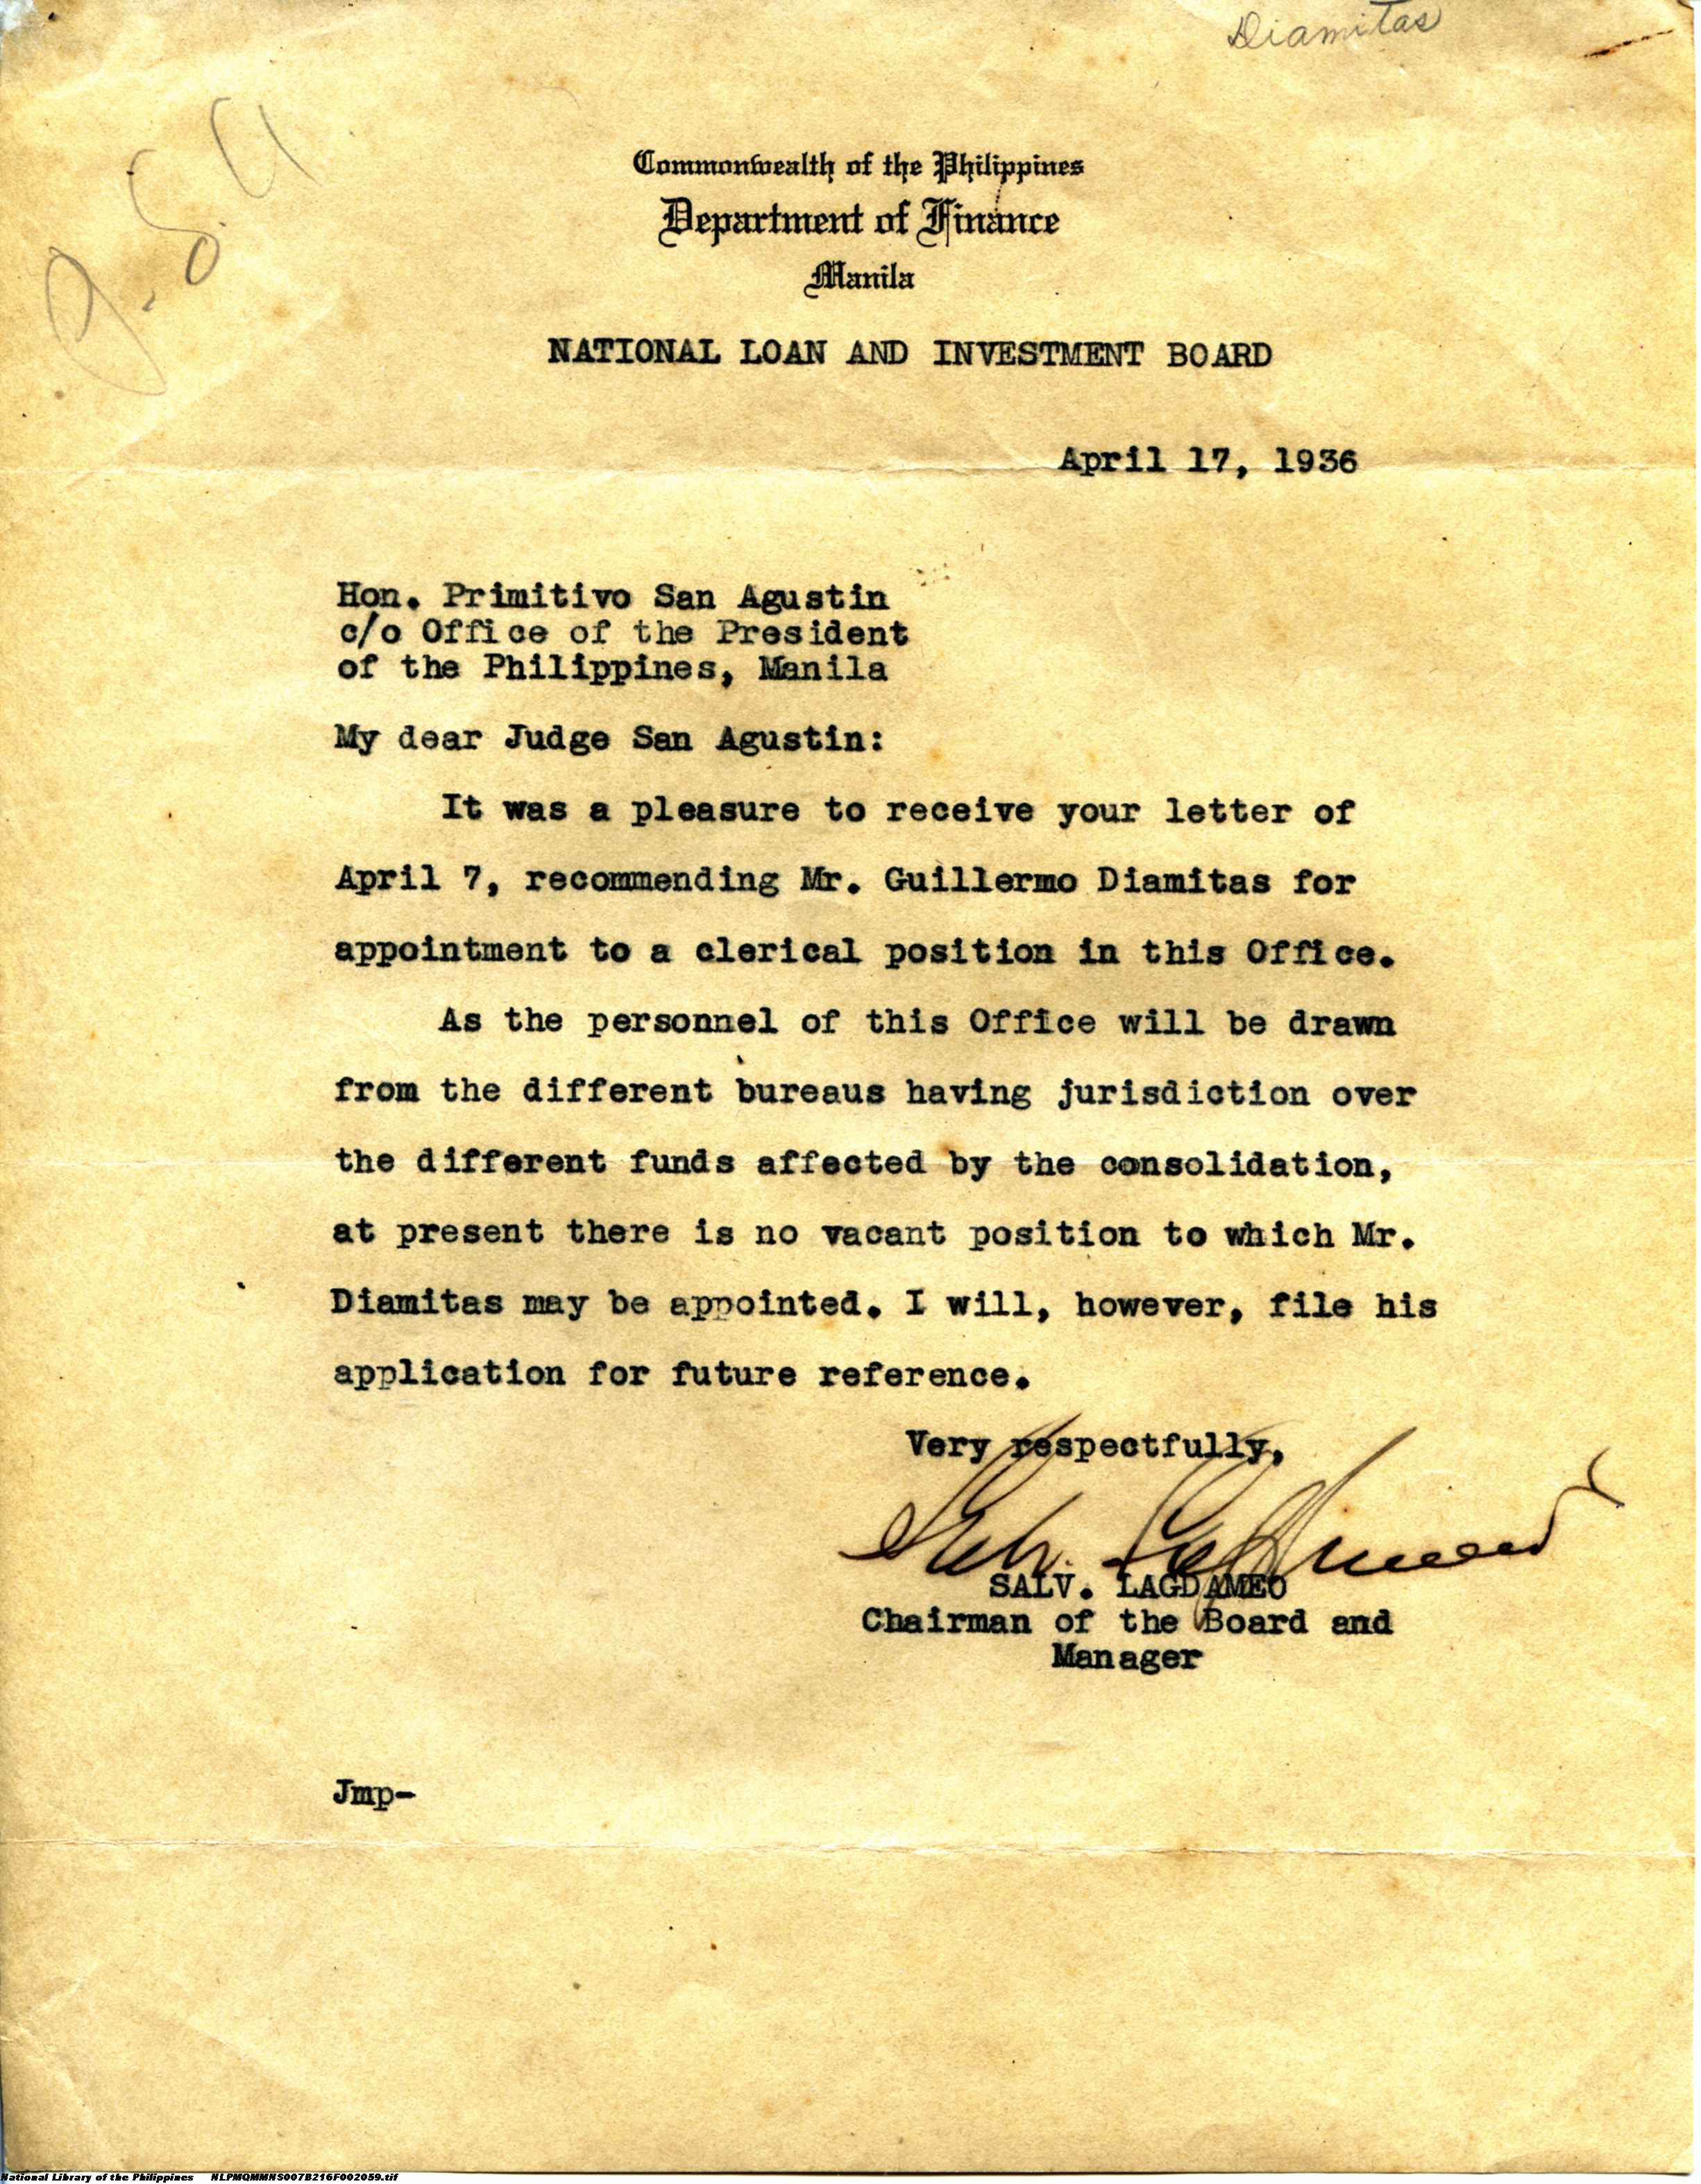 Diamitas
Commonwealth of the Philippines
Department of Finance
Manila
NATIONAL LOAN AND INVESTMENT BOARD
April 17, 1936
Hon. Primitivo San Agustin
c/o Office of the President
of the Philippines, Manila
My dear Judge San Agustin:
It was a pleasure to receive your letter of
April 7, recommending Mr. Guillermo Diamitas for
appointment to a clerical position in this Office.
As the personnel of this Office will be drawn
from the different bureaus having jurisdiction over
the different funds affected by the consolidation,
at present there is no vacant position to which Mr.
Diamitas may be appointed. I will, however, file his
application for future reference.
Very respectfully,
SALV. LAGDAMEO
Chairman of the Board and
Manager
Jmp-
National Library of the Philippines NLPMQMMNS007B216F002059.tif